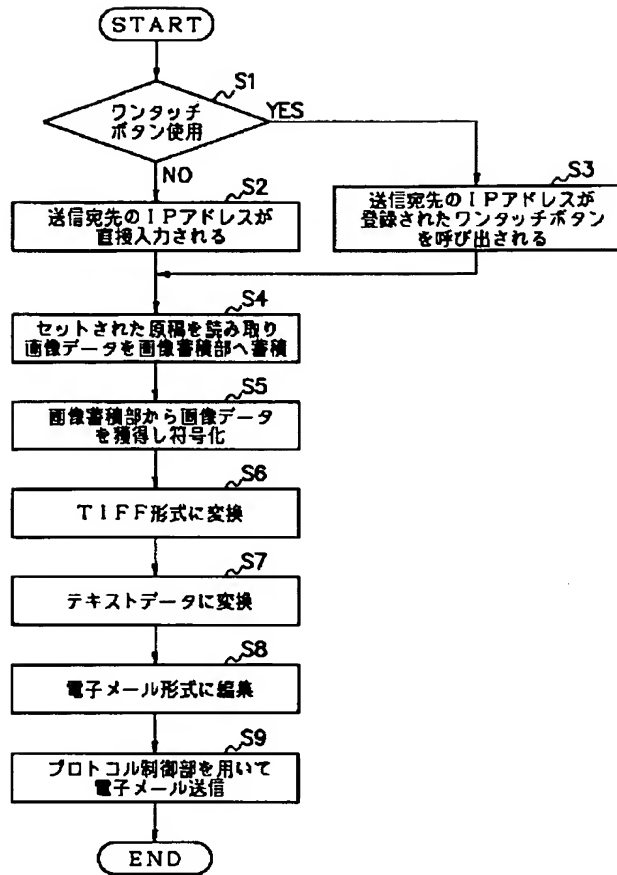 START
S1
ワンタッチ
ボタン使用
YES
NO
S2
送信宛先のIPアドレスが
直接入力される
S3
送信宛先のIPアドレスが
登録されたワンタッチボタン
を呼び出される
S4
セットされた原稿を読み取り
画像データを画像蓄積部へ蓄積
S5
画像蓄積部から画像データ
を獲得し符号化
S6
TIFF形式に変換
S7
テキストデータに変換
S8
電子メール形式に編集
S9
プロトコル制御部を用いて
電子メール送信
END